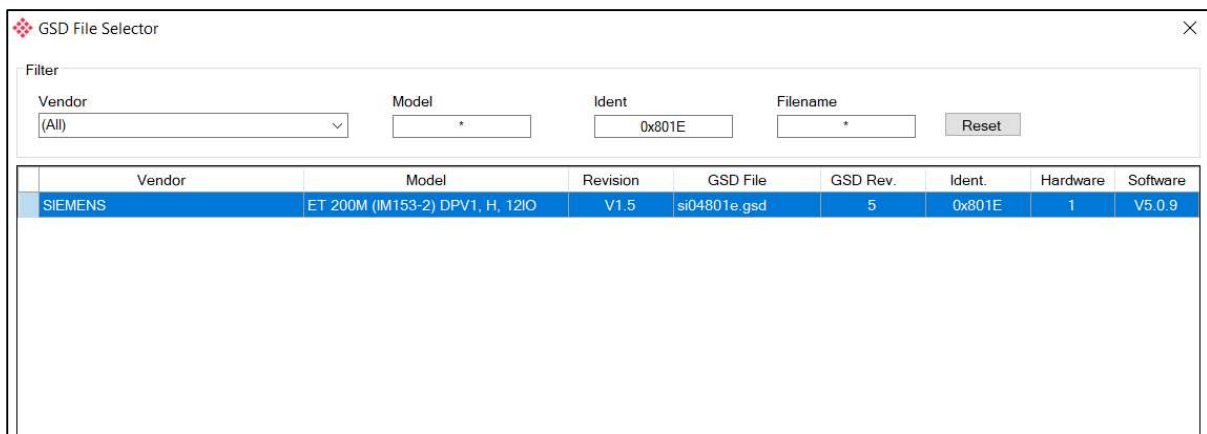 GSD File Selector
Filter
Vendor Model Ident Filename
(All) * 0x801E * Reset
Vendor Model Revision GSD File GSD Rev. Ident. Hardware Software
SIEMENS ET 200M (IM153-2) DPV1, H, 12IO V1.5 si04801e.gsd 5 0x801E 1 V5.0.9